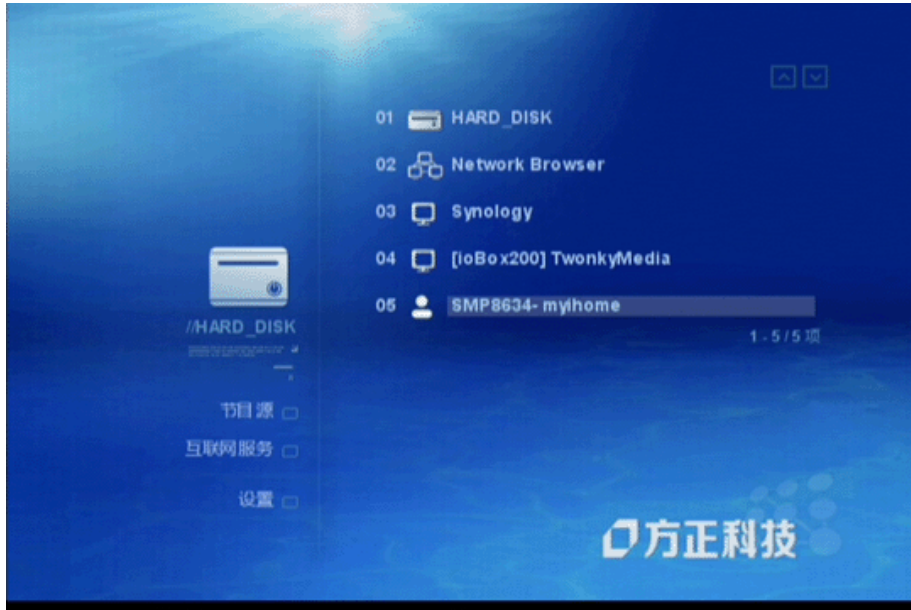 01 HARD_DISK
02 Network Browser
03 Synology
04 [ioBox200] TwonkyMedia
05 SMP8634- myihome
1 - 5 / 5 项
//HARD_DISK
节目源
互联网服务
设置
方正科技